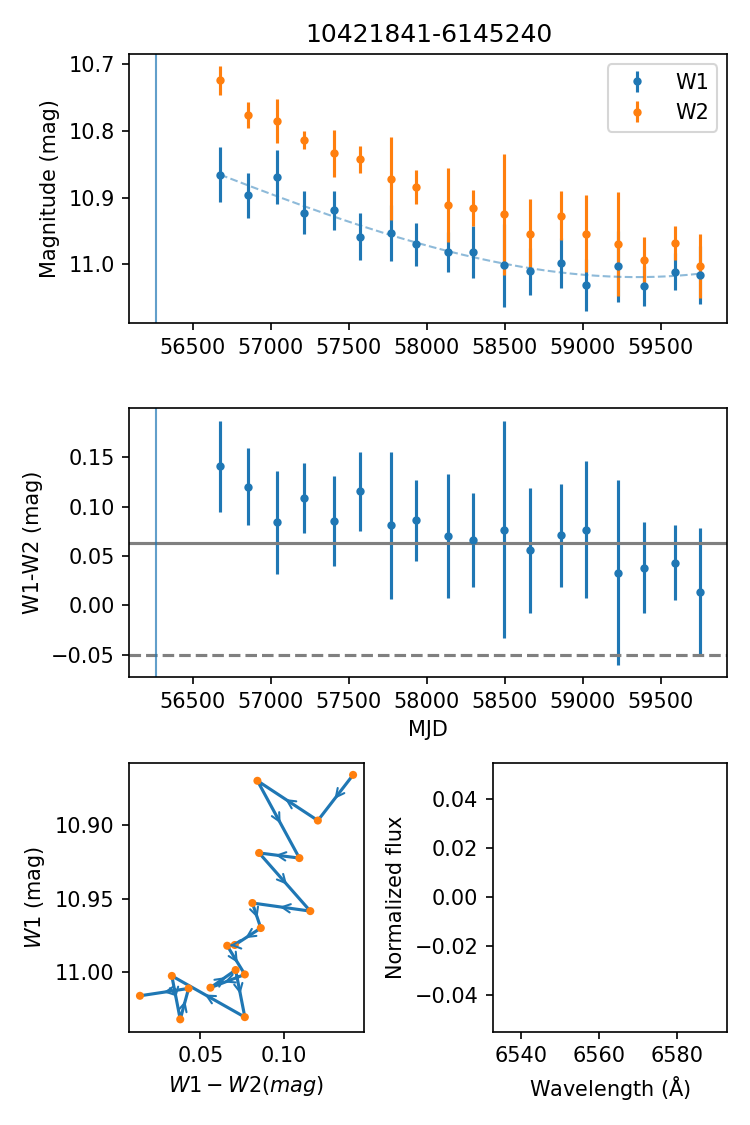 10421841-6145240
Magnitude (mag)
10.7
10.8
10.9
11.0
W1
W2
56500 57000 57500 58000 58500 59000 59500
W1-W2 (mag)
0.15
0.10
0.05
0.00
−0.05
56500 57000 57500 58000 58500 59000 59500
MJD
W1 (mag)
10.90
10.95
11.00
0.05 0.10
W1 − W2(mag)
Normalized flux
0.04
0.02
0.00
−0.02
−0.04
6540 6560 6580
Wavelength (Å)